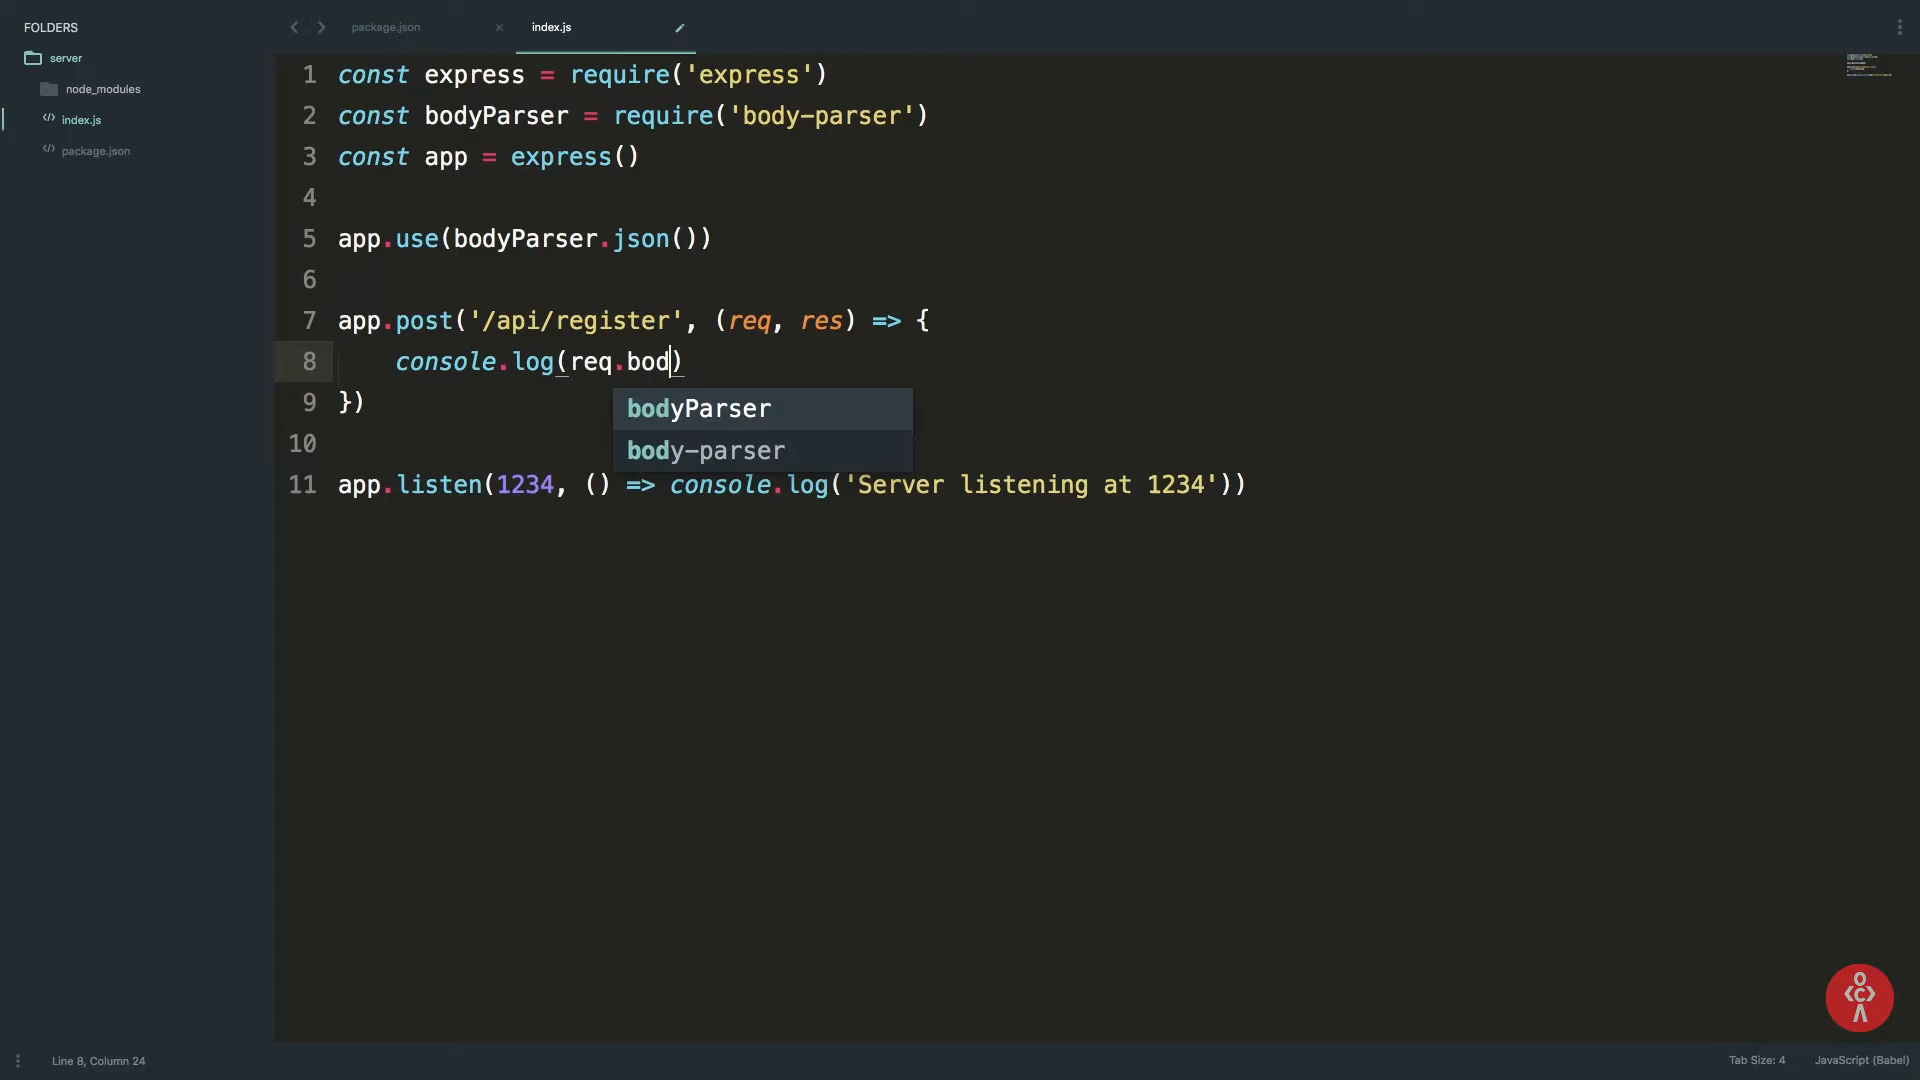 FOLDERS
server
node_modules
index.js
package.json
package.json
index.js
1 const express = require('express')
2 const bodyParser = require('body-parser')
3 const app = express()
4
5 app.use(bodyParser.json())
6
7 app.post('/api/register', (req, res) => {
8 console.log(req.bod)
bodyParser
body-parser
9 })
10
11 app.listen(1234, () => console.log('Server listening at 1234'))
Line 8, Column 24
Tab Size: 4
JavaScript (Babel)